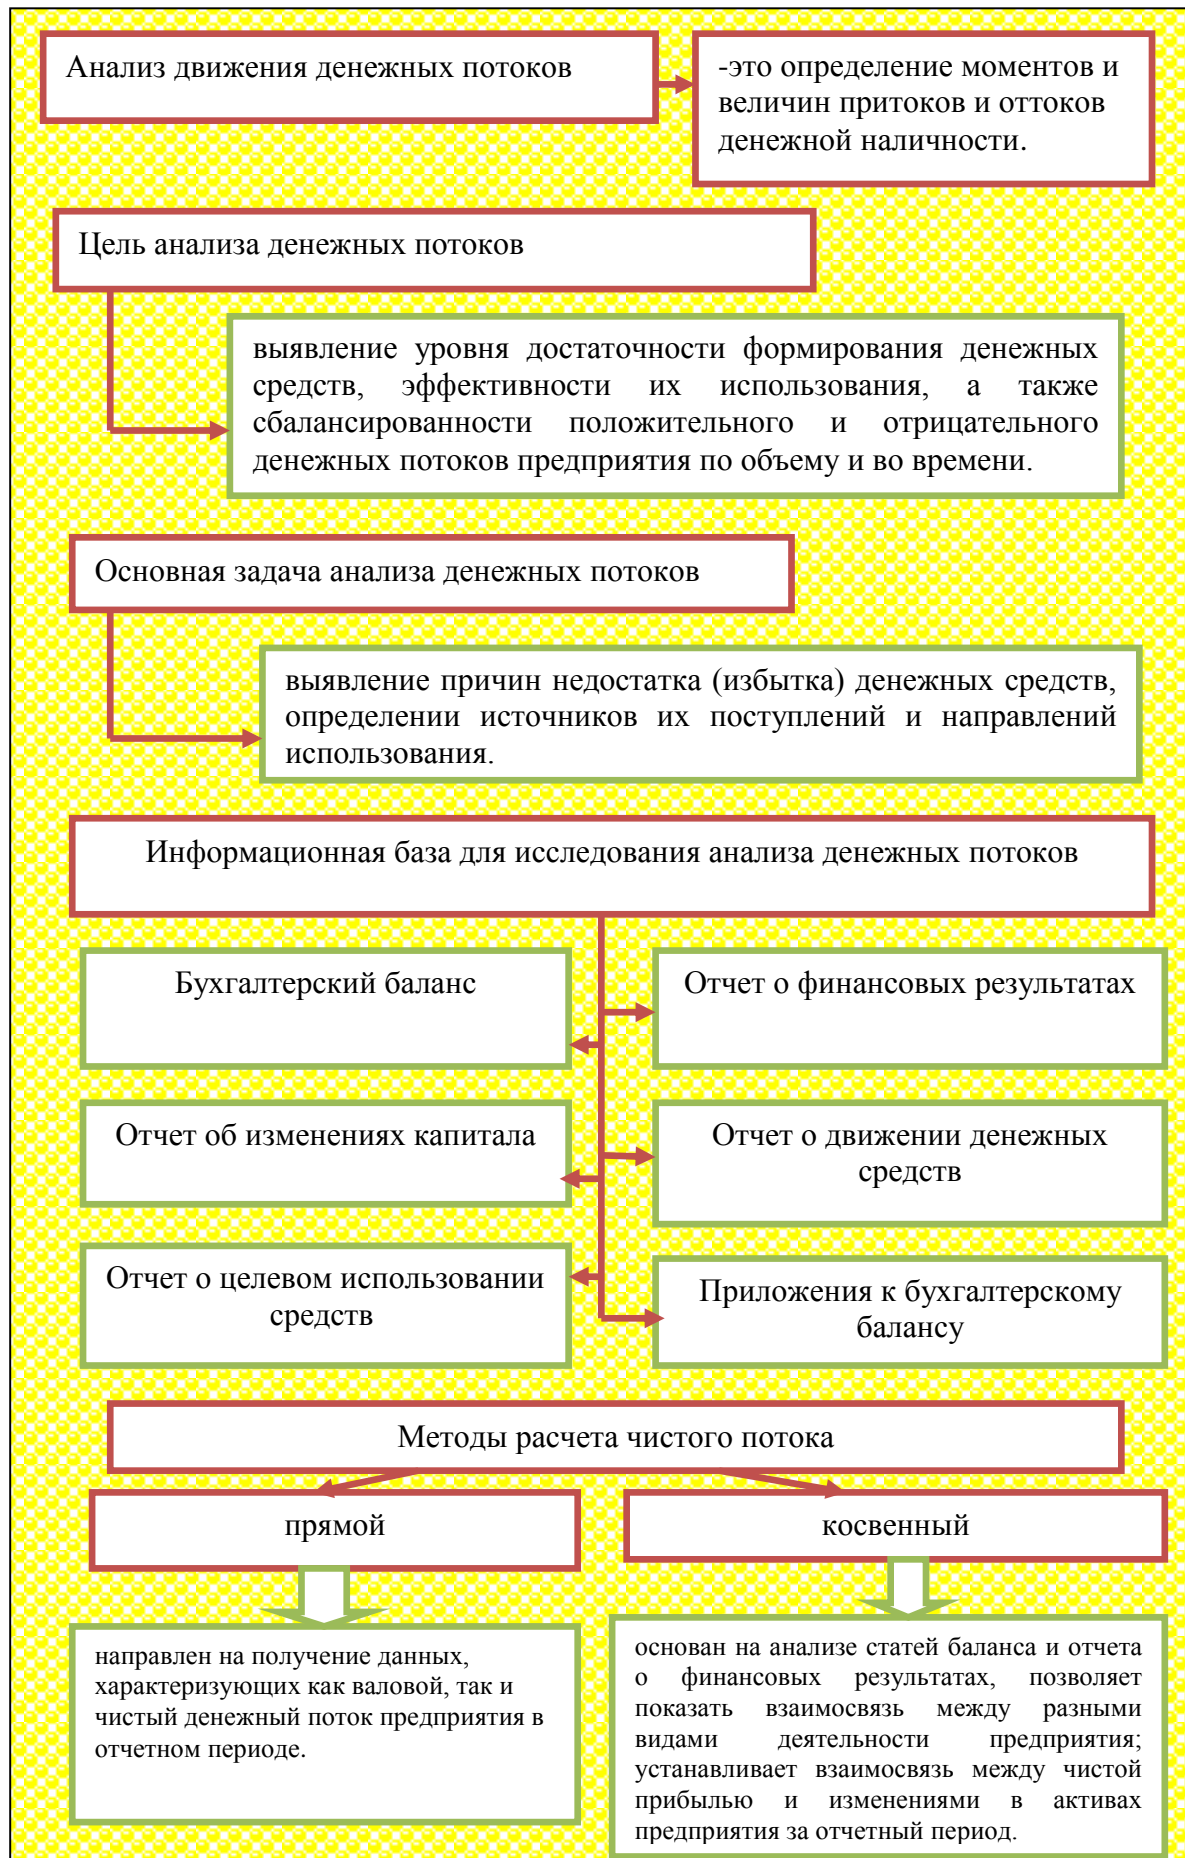 Анализ движения денежных потоков
-это определение моментов и
величин притоков и оттоков
денежной наличности.
Цель анализа денежных потоков
выявление уровня достаточности формирования денежных
средств, эффективности их использования, а также
сбалансированности положительного и отрицательного
денежных потоков предприятия по объему и во времени.
Основная задача анализа денежных потоков
выявление причин недостатка (избытка) денежных средств,
определении источников их поступлений и направлений
использования.
Информационная база для исследования анализа денежных потоков
Бухгалтерский баланс
Отчет о финансовых результатах
Отчет об изменениях капитала
Отчет о движении денежных
средств
Отчет о целевом использовании
средств
Приложения к бухгалтерскому
балансу
Методы расчета чистого потока
прямой
косвенный
направлен на получение данных,
характеризующих как валовой, так и
чистый денежный поток предприятия в
отчетном периоде.
основан на анализе статей баланса и отчета
о финансовых результатах, позволяет
показать взаимосвязь между разными
видами деятельности предприятия;
устанавливает взаимосвязь между чистой
прибылью и изменениями в активах
предприятия за отчетный период.